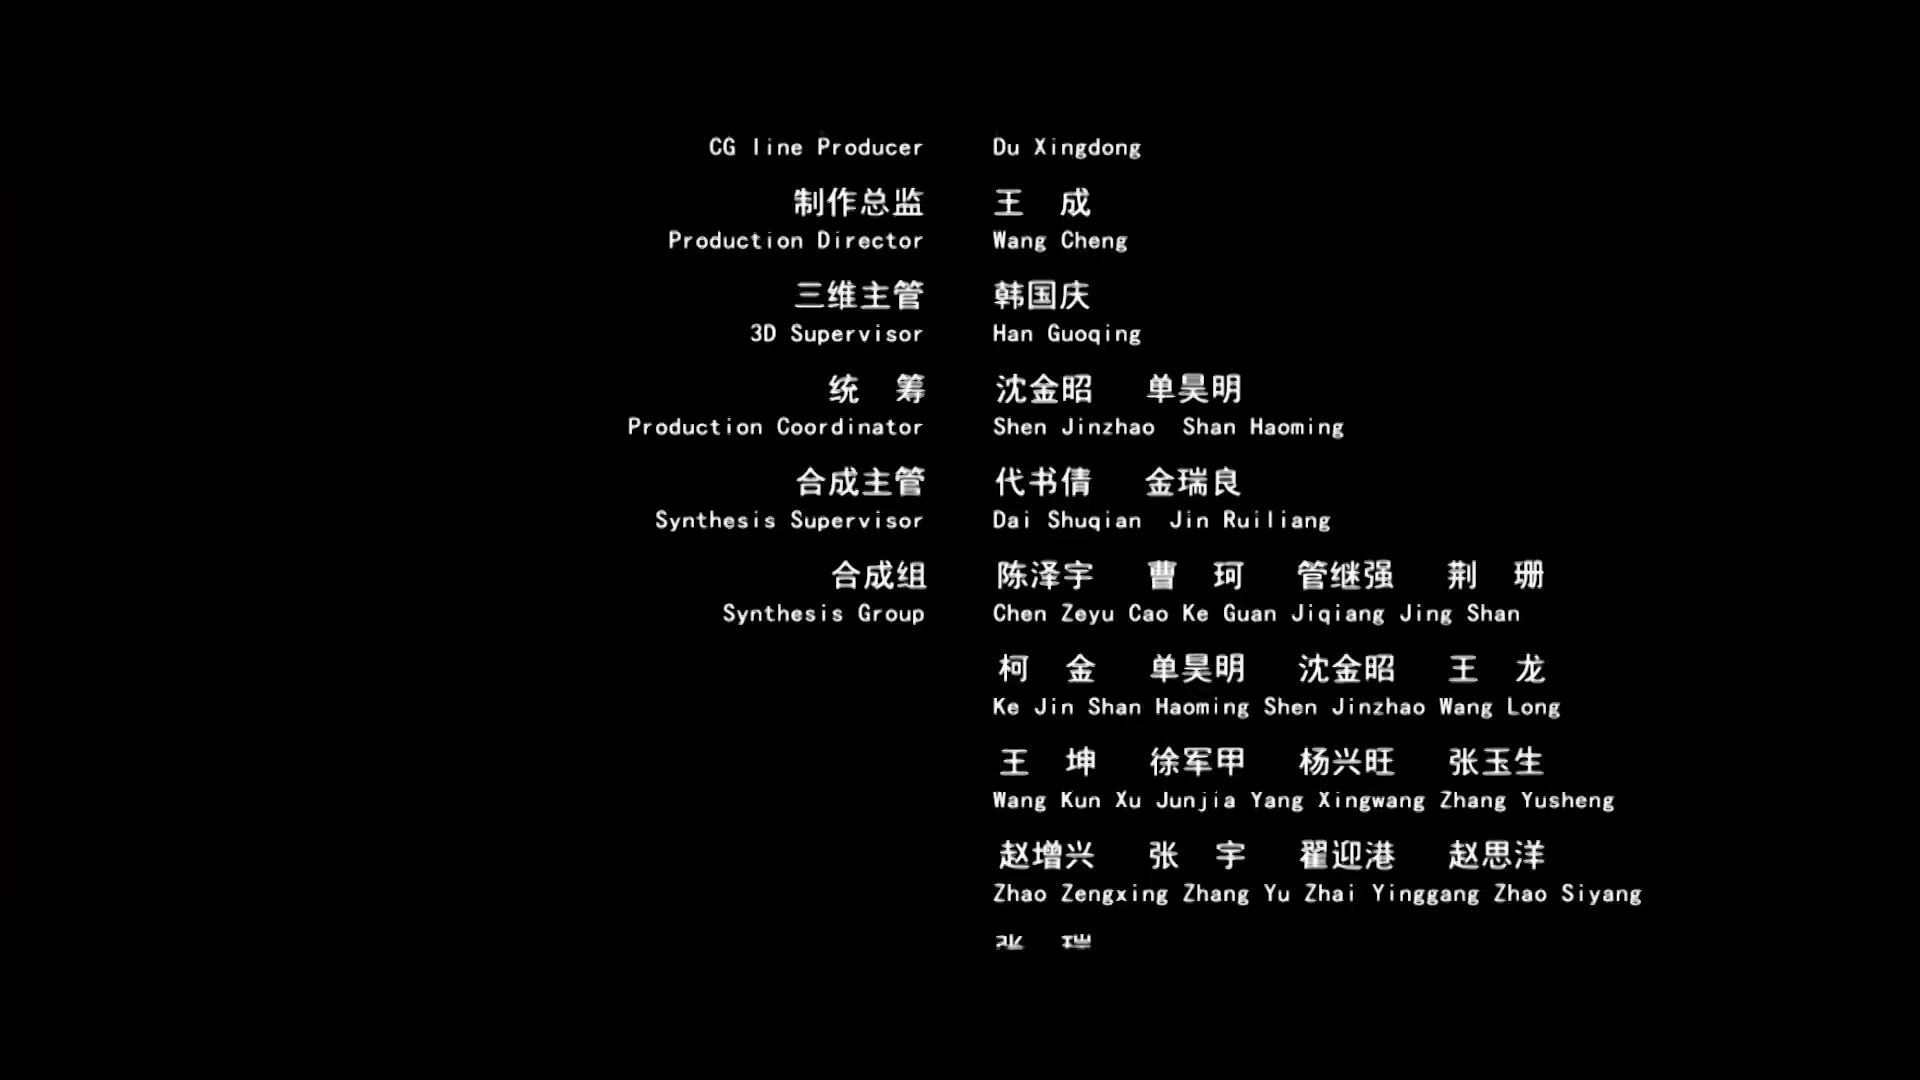 CG line Producer Du Xingdong
制作总监 王 成
Production Director Wang Cheng
三维主管 韩国庆
3D Supervisor Han Guoqing
统 筹 沈金昭 单昊明
Production Coordinator Shen Jinzhao Shan Haoming
合成主管 代书倩 金瑞良
Synthesis Supervisor Dai Shuqian Jin Ruiliang
合成组 陈泽宇 曹 珂 管继强 荆 珊
Synthesis Group Chen Zeyu Cao Ke Guan Jiqiang Jing Shan
柯 金 单昊明 沈金昭 王 龙
Ke Jin Shan Haoming Shen Jinzhao Wang Long
王 坤 徐军甲 杨兴旺 张玉生
Wang Kun Xu Junjia Yang Xingwang Zhang Yusheng
赵增兴 张 宇 翟迎港 赵思洋
Zhao Zengxing Zhang Yu Zhai Yinggang Zhao Siyang